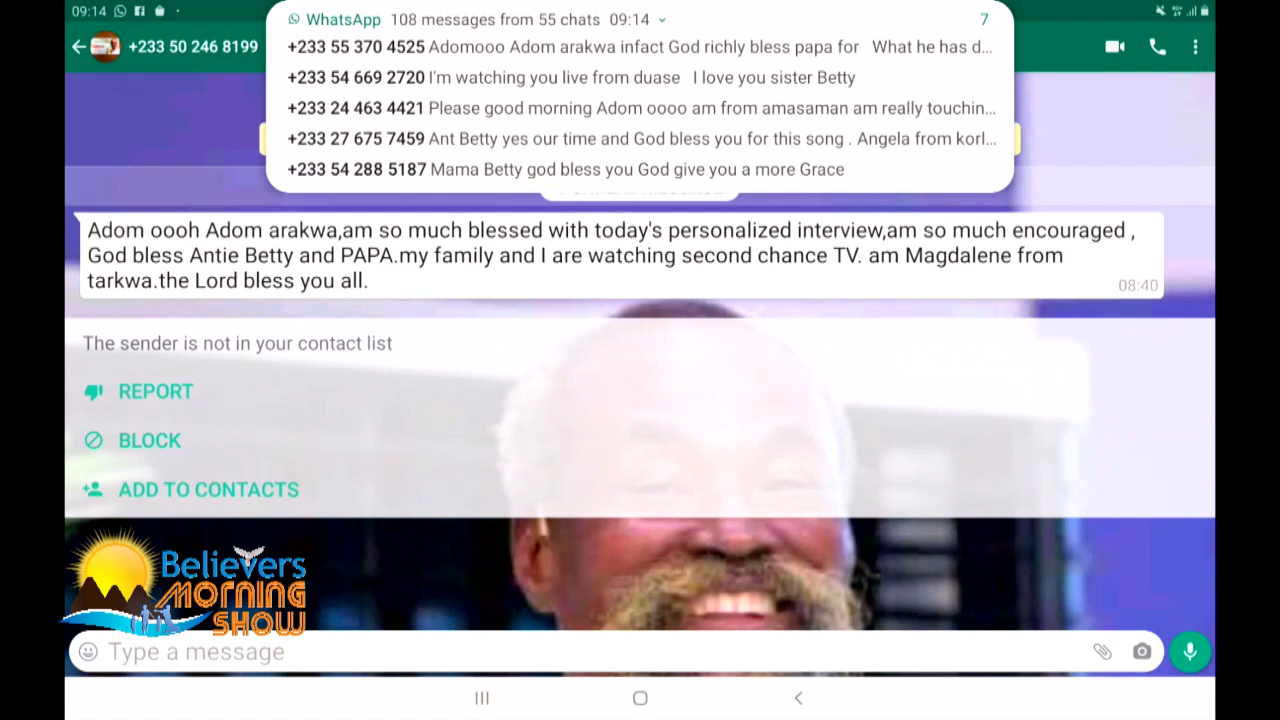 09:14
WhatsApp 108 messages from 55 chats 09:14
7
+233 50 246 8199
+233 55 370 4525 Adomooo Adom arakwa infact God richly bless papa for What he has d...
+233 54 669 2720 I'm watching you live from duase I love you sister Betty
+233 24 463 4421 Please good morning Adom oooo am from amasaman am really touchin...
+233 27 675 7459 Ant Betty yes our time and God bless you for this song . Angela from korl...
+233 54 288 5187 Mama Betty god bless you God give you a more Grace
Adom oooh Adom arakwa,am so much blessed with today's personalized interview,am so much encouraged ,
God bless Antie Betty and PAPA.my family and I are watching second chance TV. am Magdalene from
tarkwa.the Lord bless you all.
08:40
The sender is not in your contact list
REPORT
BLOCK
ADD TO CONTACTS
Believers
MORNING
SHOW
Type a message